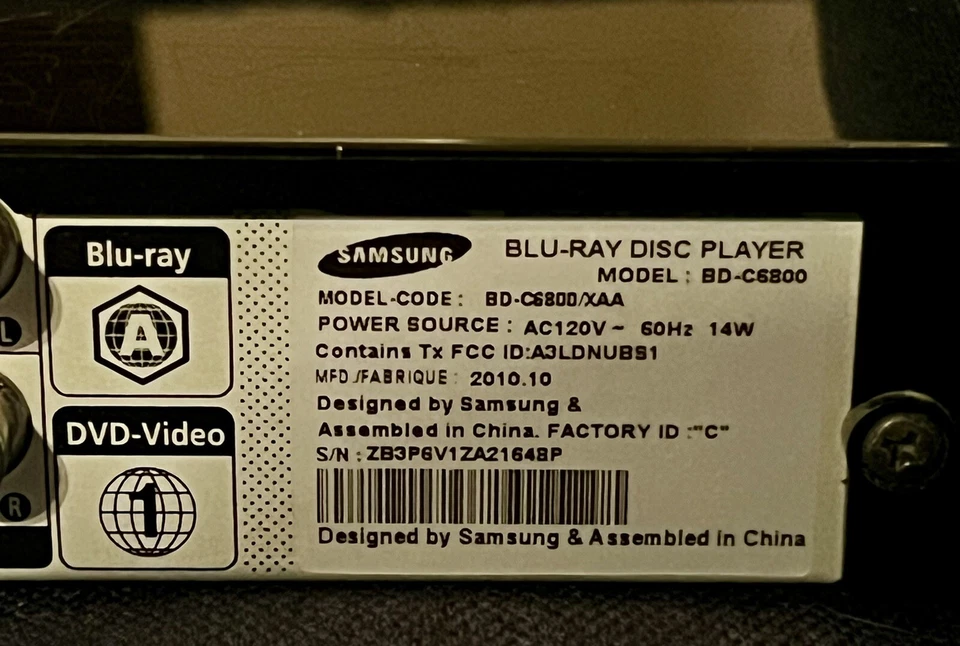 L
R
Blu-ray
A
DVD-Video
1
SAMSUNG
BLU-RAY DISC PLAYER
MODEL : BD-C6800
MODEL-CODE : BD-C6800/XAA
POWER SOURCE : AC120V ~ 60Hz 14W
Contains Tx FCC ID:A3LDNUBS1
MFD/FABRIQUE : 2010.10
Designed by Samsung &
Assembled in China. FACTORY ID :"C"
S/N : ZB3P6V1ZA21648P
Designed by Samsung & Assembled in China